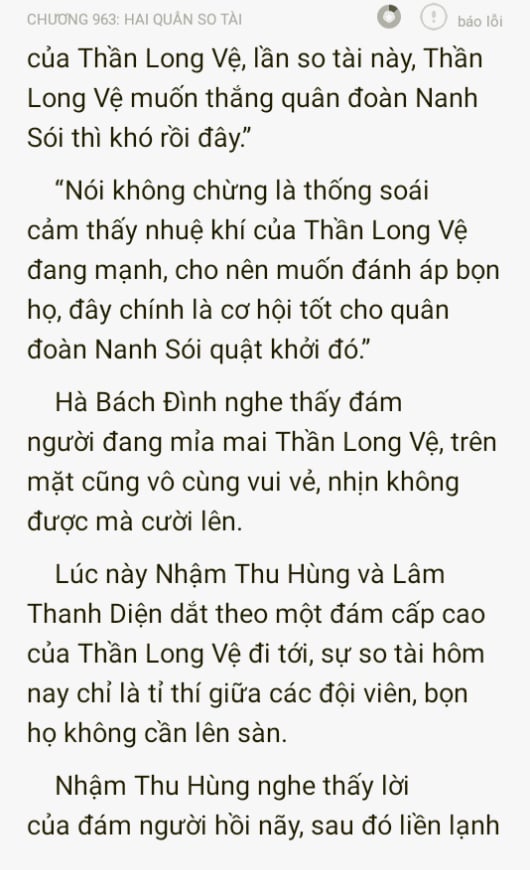 CHƯƠNG 963: HAI QUÂN SO TÀI
báo lỗi
của Thần Long Vệ, lần so tài này, Thần
Long Vệ muốn thắng quân đoàn Nanh
Sói thì khó rồi đây.”
“Nói không chừng là thống soái
cảm thấy nhuệ khí của Thần Long Vệ
đang mạnh, cho nên muốn đánh áp bọn
họ, đây chính là cơ hội tốt cho quân
đoàn Nanh Sói quật khởi đó.”
Hà Bách Đình nghe thấy đám
người đang mỉa mai Thần Long Vệ, trên
mặt cũng vô cùng vui vẻ, nhịn không
được mà cười lên.
Lúc này Nhậm Thu Hùng và Lâm
Thanh Diện dắt theo một đám cấp cao
của Thần Long Vệ đi tới, sự so tài hôm
nay chỉ là tỉ thí giữa các đội viên, bọn
họ không cần lên sàn.
Nhậm Thu Hùng nghe thấy lời
của đám người hồi nãy, sau đó liền lạnh